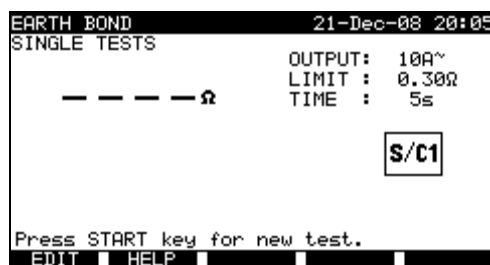 EARTH BOND 21-Dec-08 20:05
SINGLE TESTS
OUTPUT: 10A~
LIMIT : 0.30Ω
TIME : 5s
— — — — Ω
S/C1
Press START key for new test.
EDIT HELP